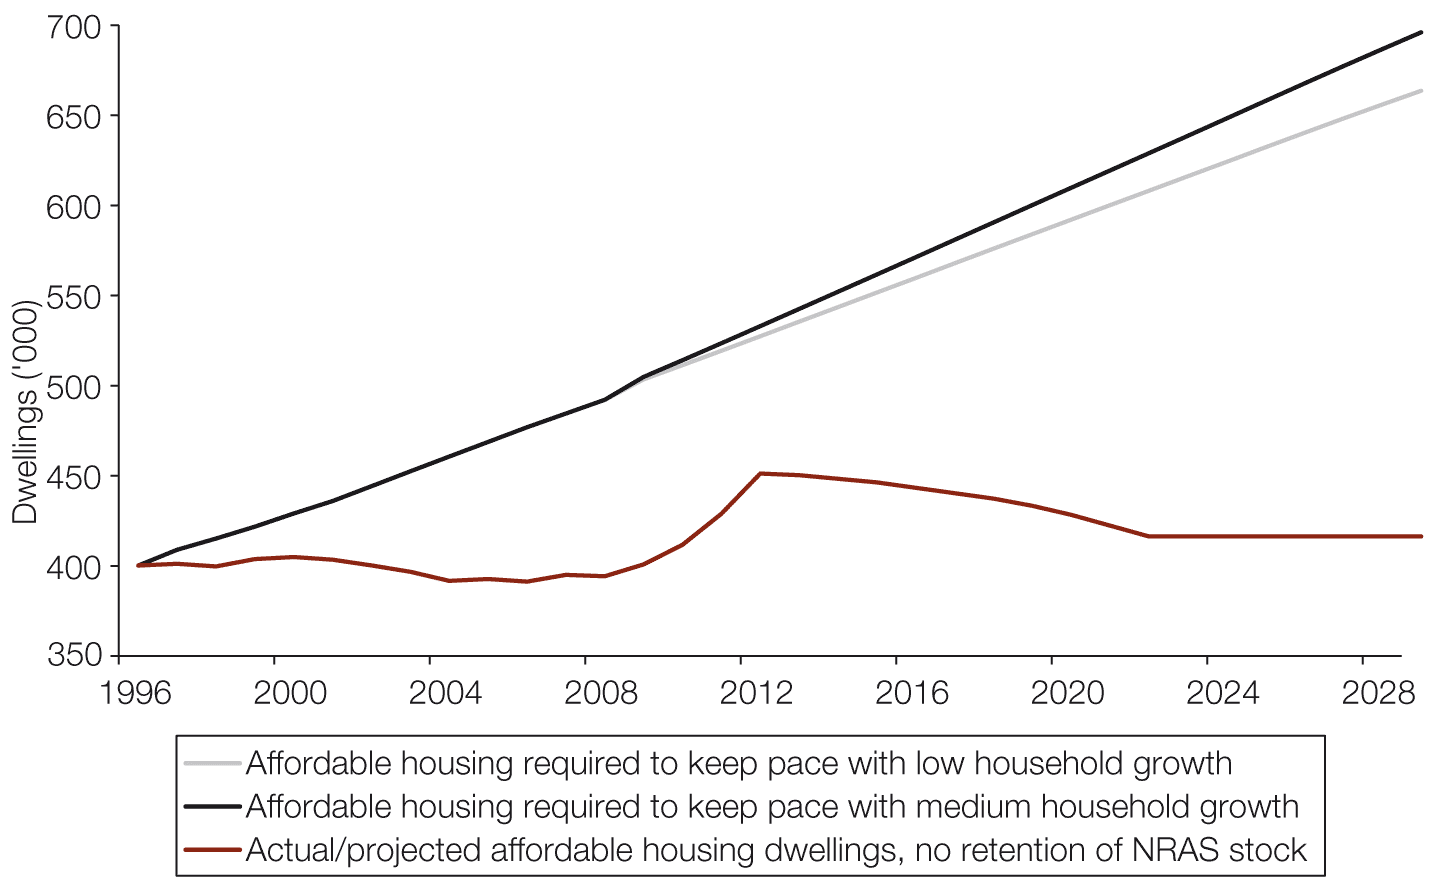 700
650
600
550
500
450
400
350
Dwellings ('000)
1996 2000 2004 2008 2012 2016 2020 2024 2028
Affordable housing required to keep pace with low household growth
Affordable housing required to keep pace with medium household growth
Actual/projected affordable housing dwellings, no retention of NRAS stock